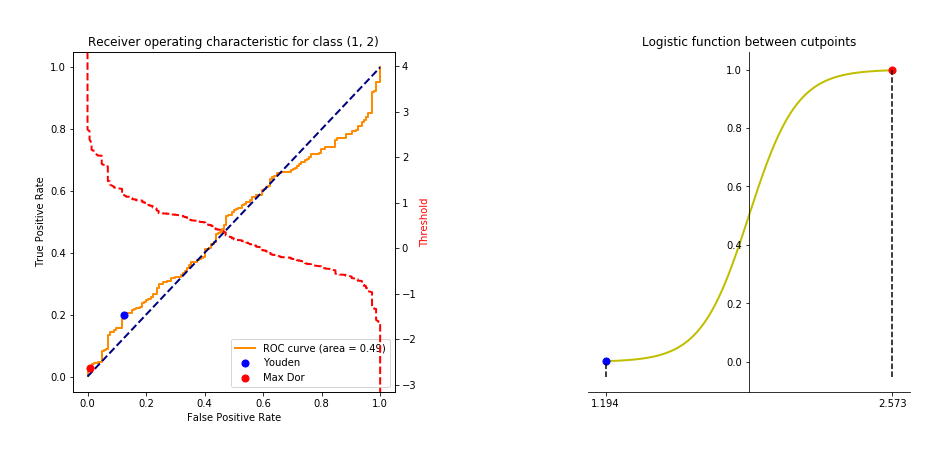 Receiver operating characteristic for class (1, 2)
1.0
0.8
0.6
0.4
0.2
0.0
True Positive Rate
0.0 0.2 0.4 0.6 0.8 1.0
False Positive Rate
4
3
2
1
0
−1
−2
−3
Threshold
ROC curve (area = 0.49)
Youden
Max Dor
Logistic function between cutpoints
1.0
0.8
0.6
0.4
0.2
0.0
1.194 2.573